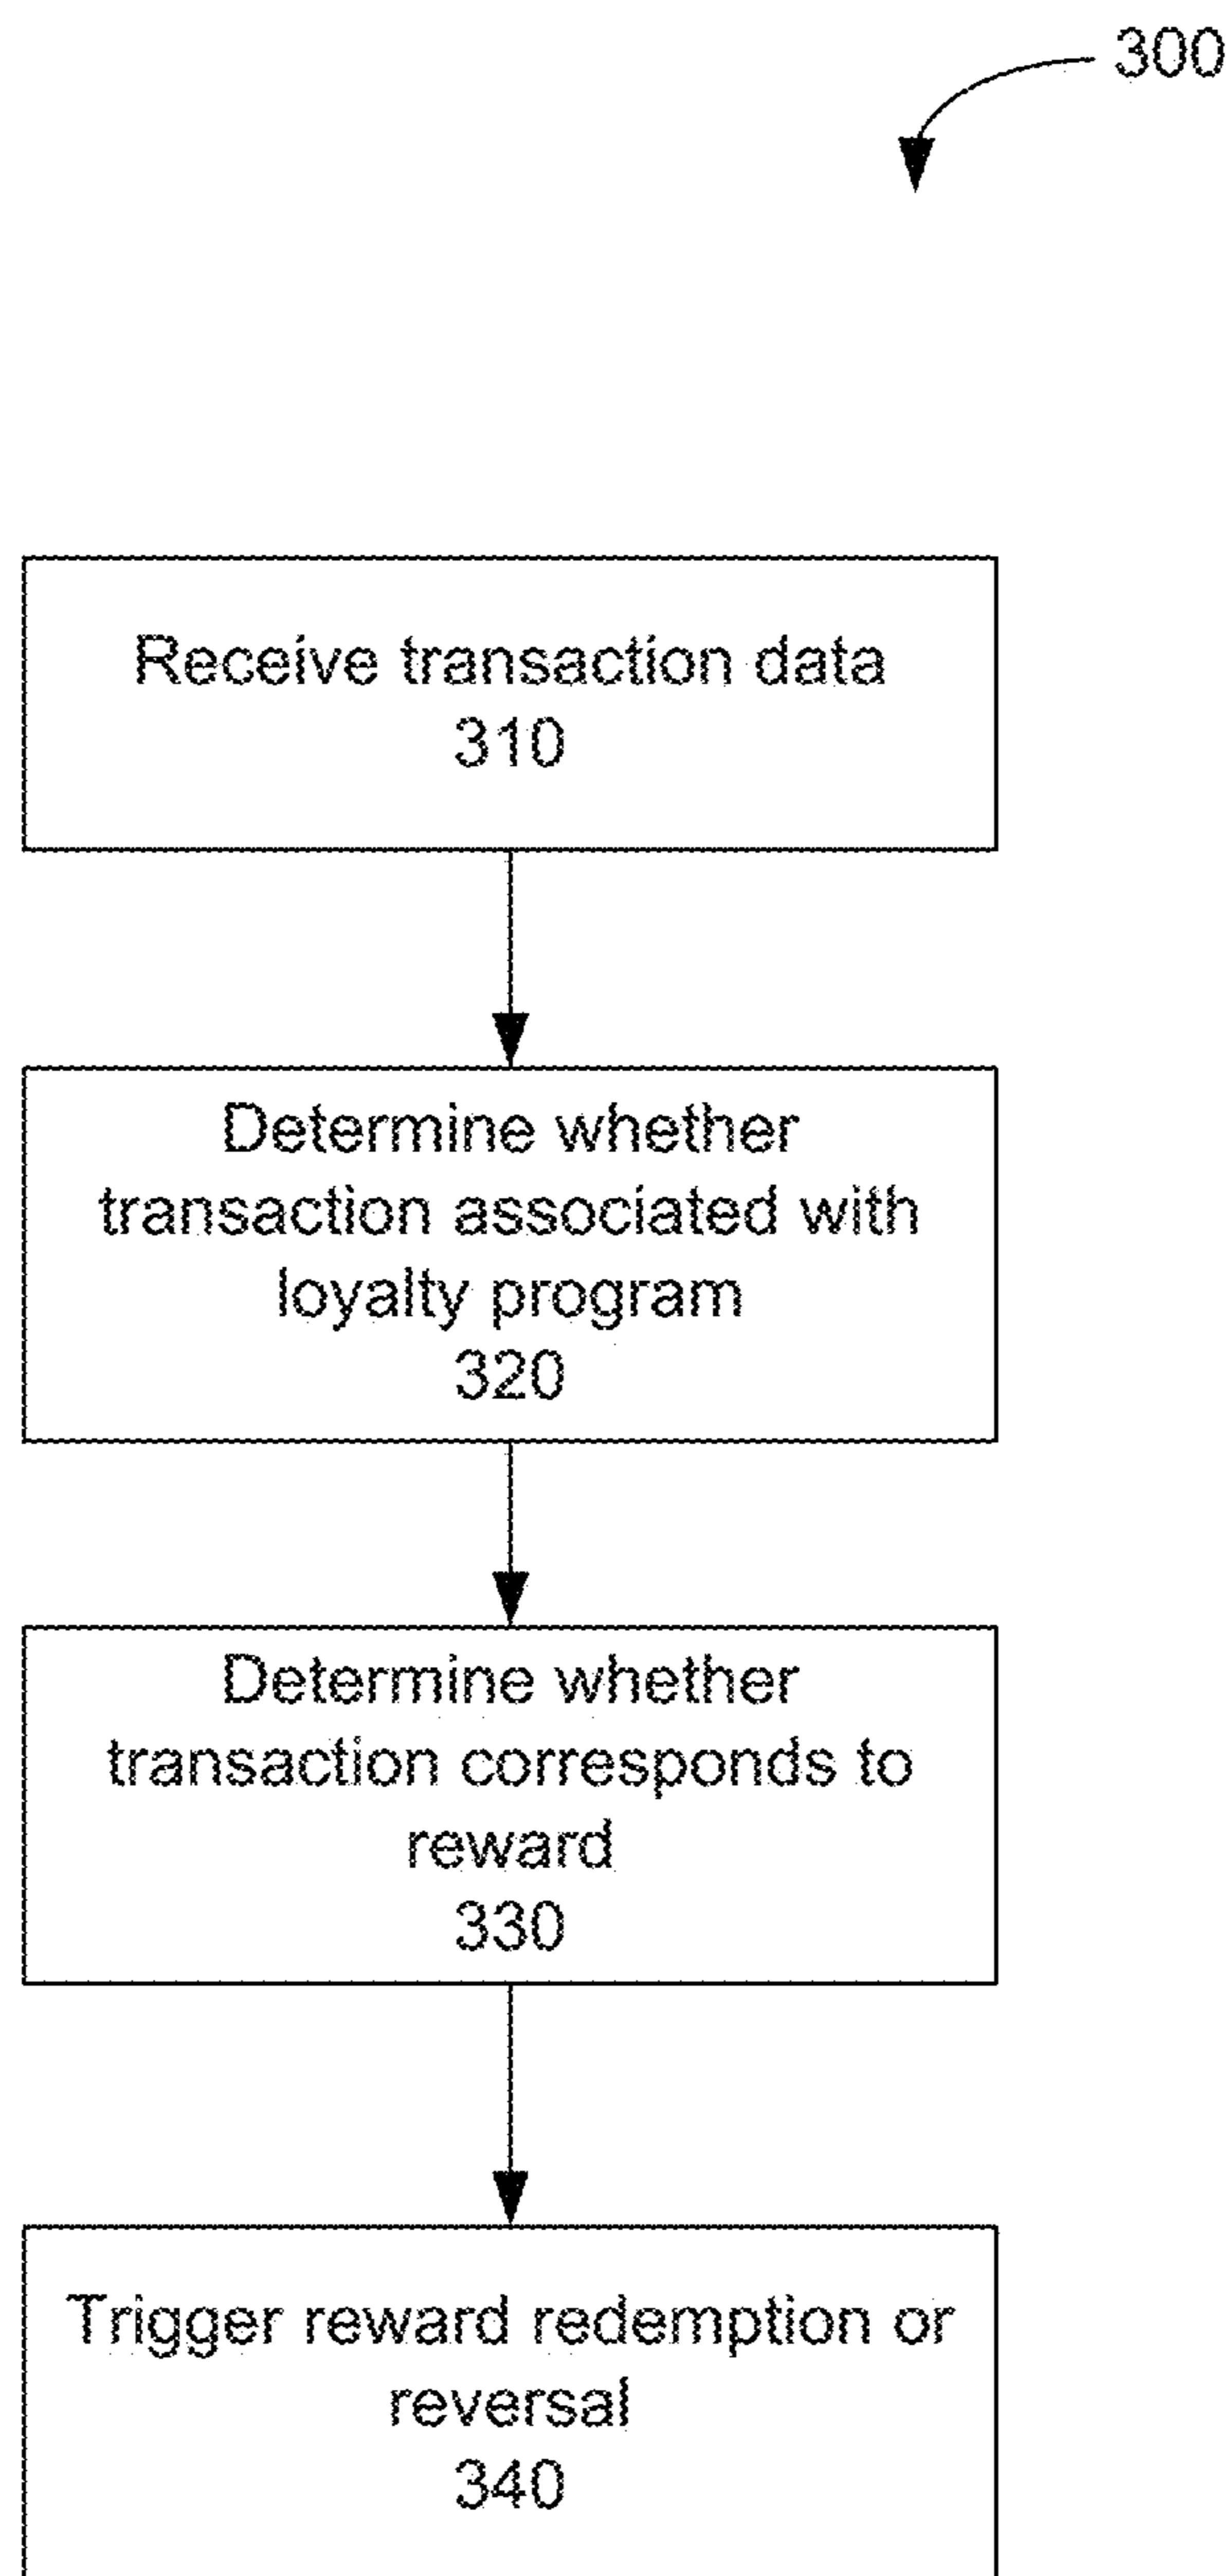 300
Receive transaction data
310
Determine whether
transaction associated with
loyalty program
320
Determine whether
transaction corresponds to
reward
330
Trigger reward redemption or
reversal
340